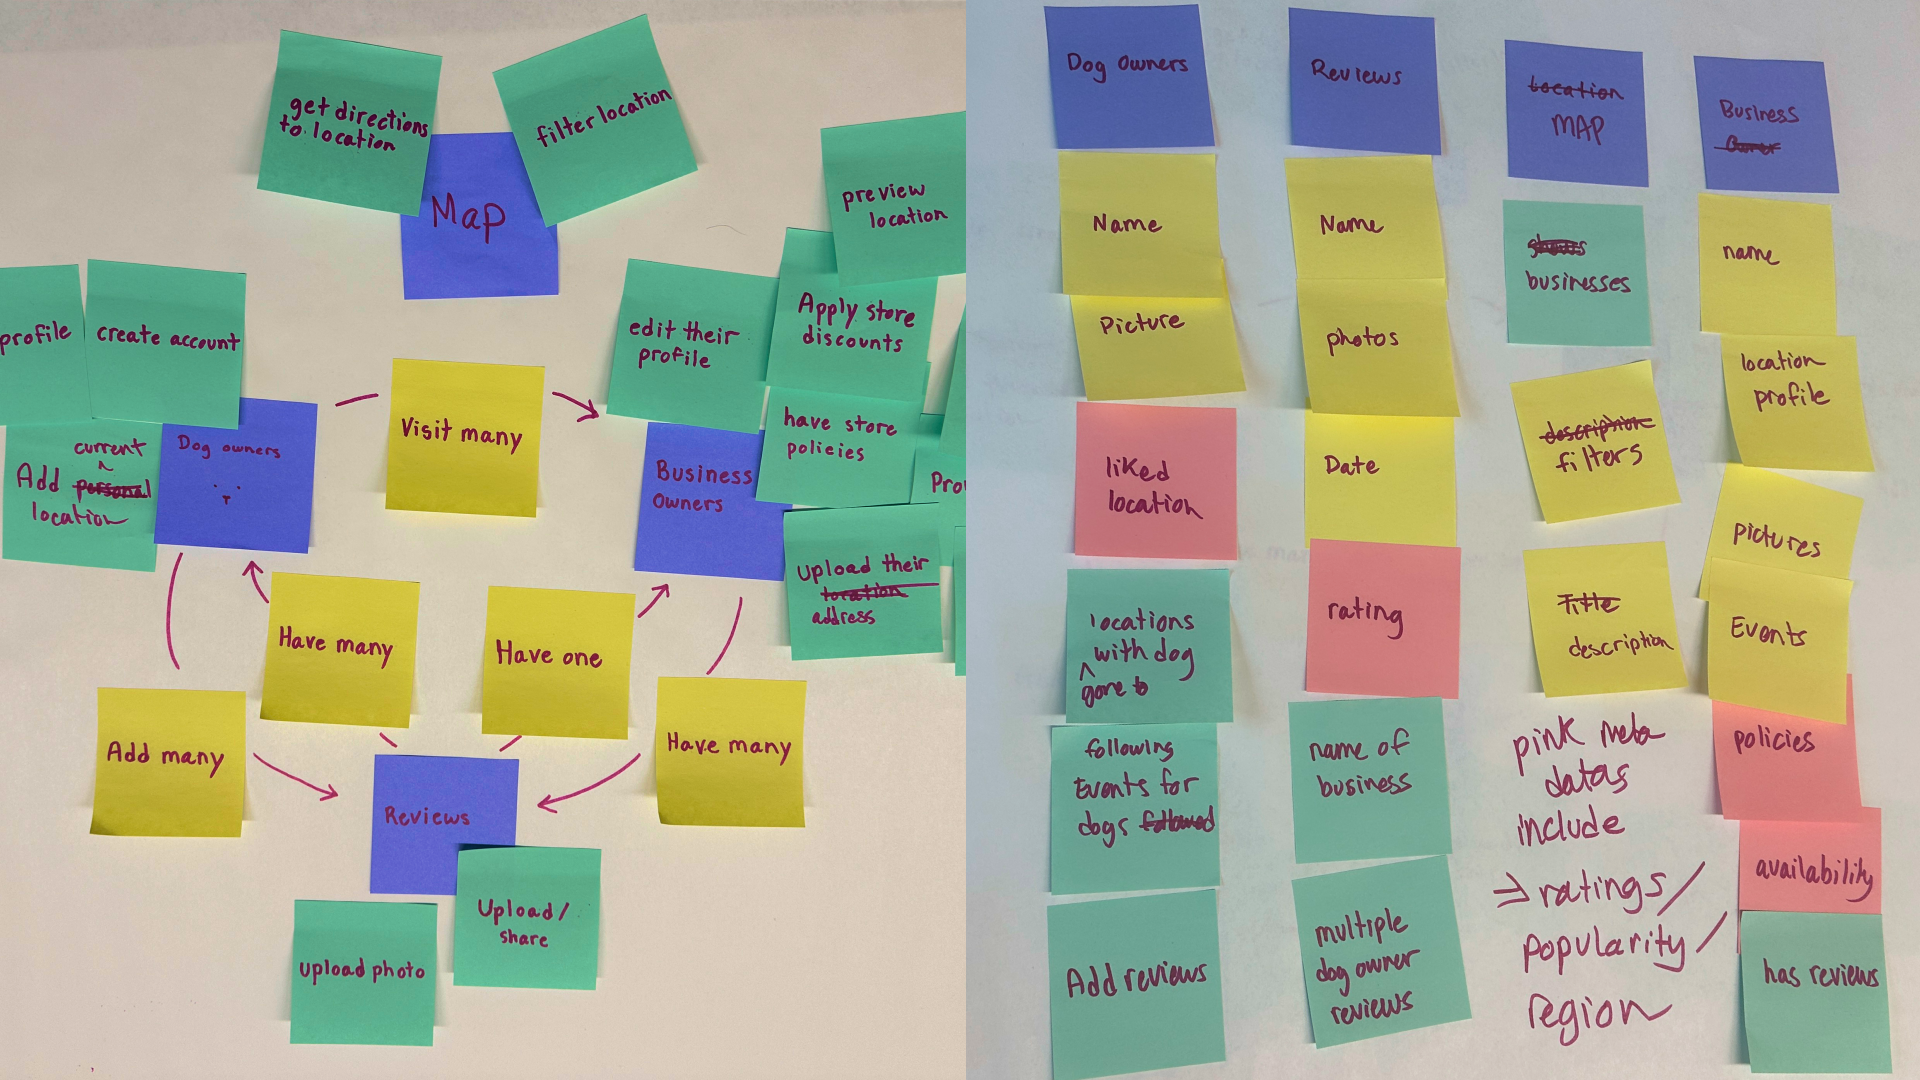 get directions
to location
filter location
Map
preview
location
profile
create account
edit their
profile
Apply store
discounts
Visit many
have store
policies
current
Add personal
location
Dog owners
Business
Owners
Pro
Upload their
location
address
Have many
Have one
Add many
Have many
Reviews
Upload/
share
upload photo
Dog owners
Name
Picture
liked
location
locations
with dog
gone to
following
Events for
dogs followed
Add reviews
Reviews
Name
photos
Date
rating
name of
business
multiple
dog owner
reviews
Location
MAP
businesses
description
filters
Title
description
pink meta
datas
include
⇒ ratings/
popularity/
region
Business
Owner
name
location
profile
pictures
Events
policies
availability
has reviews